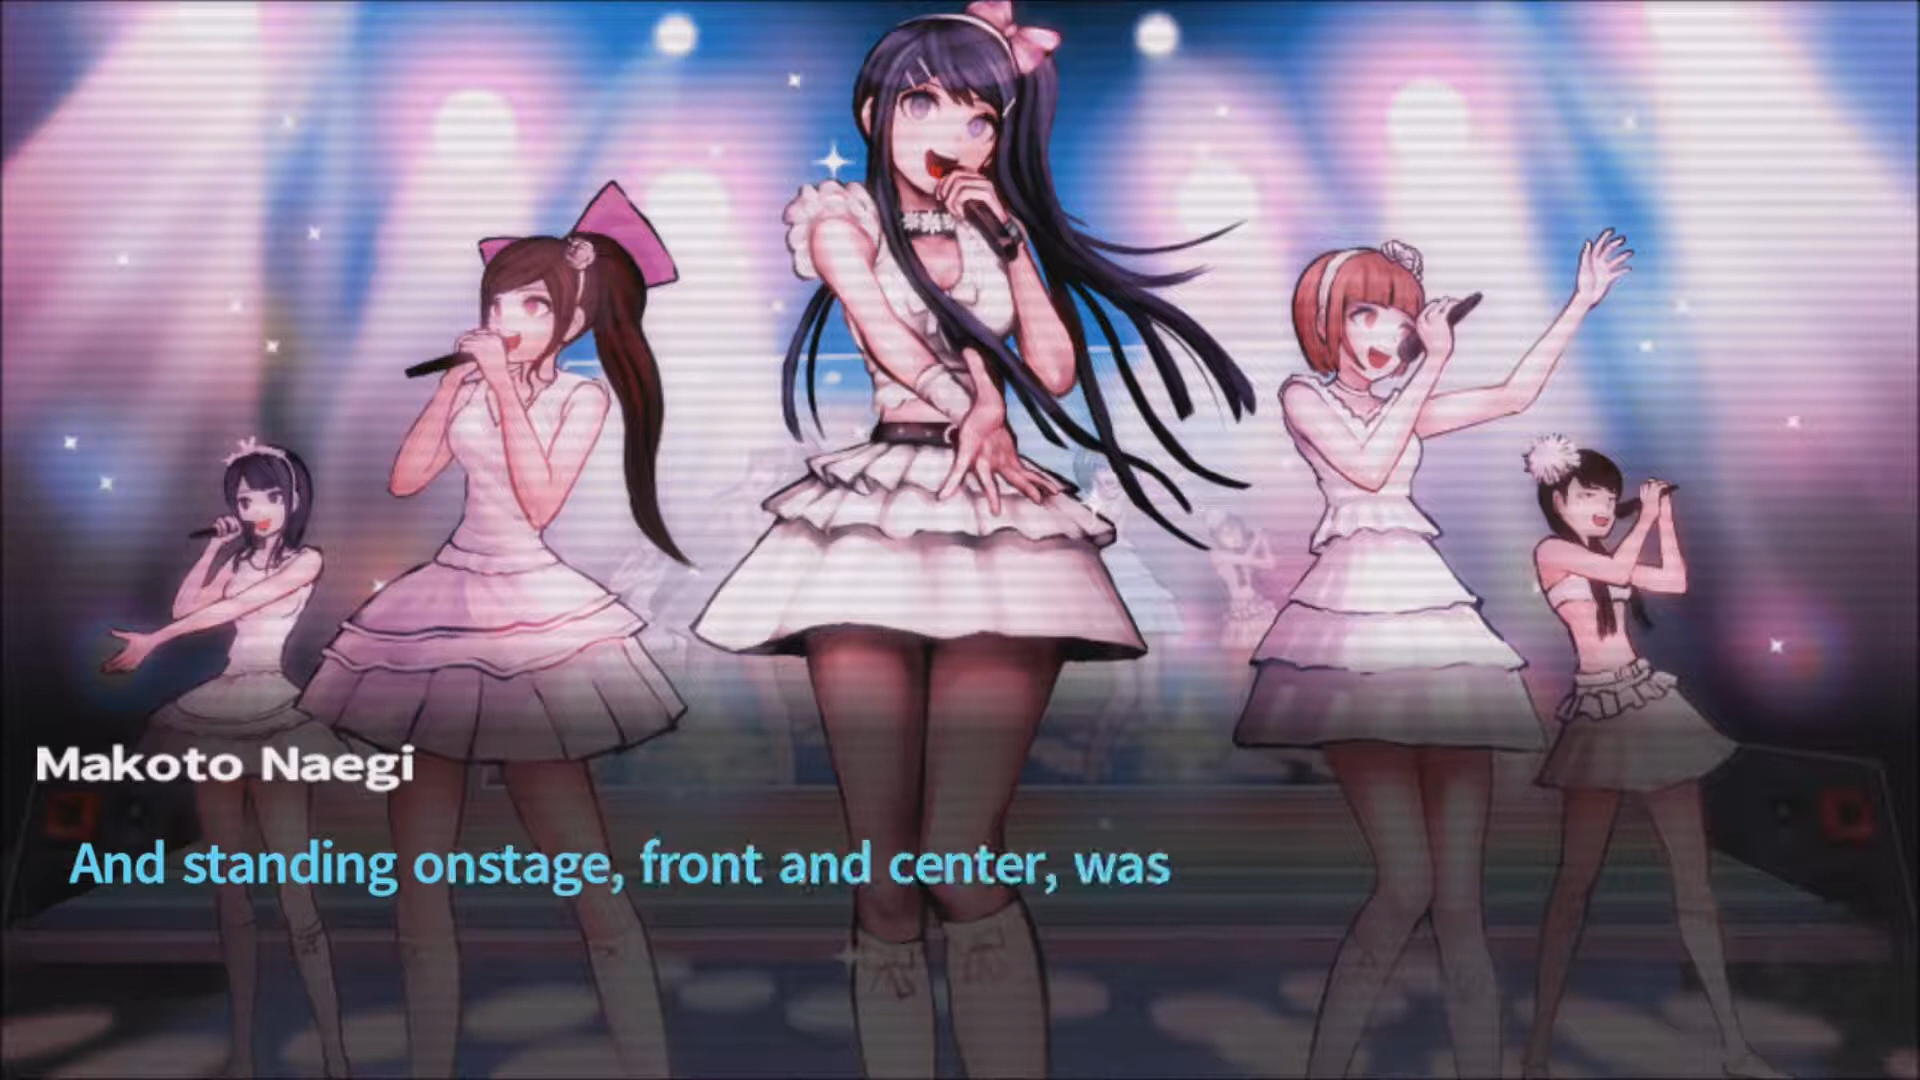 Makoto Naegi
And standing onstage, front and center, was